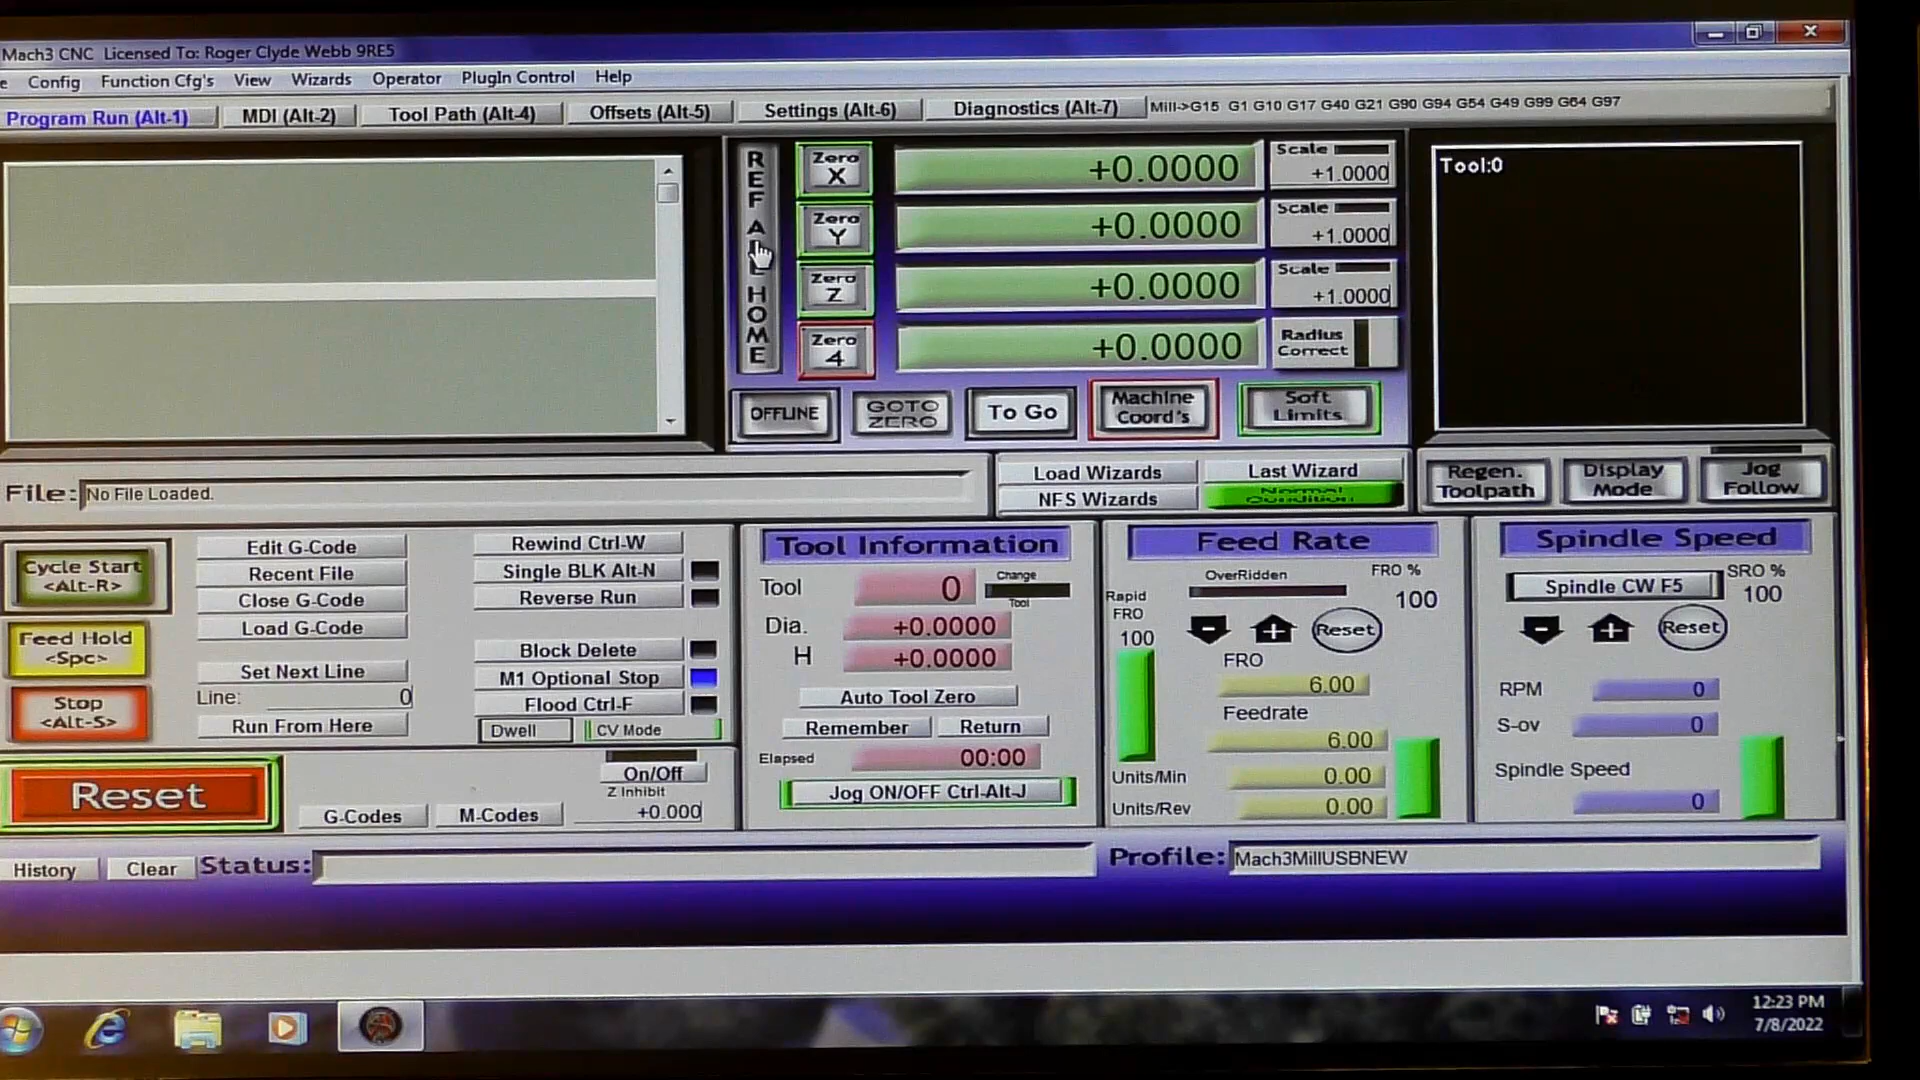 Mach3 CNC Licensed To: Roger Clyde Webb 9RE5
e Config Function Cfg's View Wizards Operator PlugIn Control Help
Program Run (Alt-1) MDI (Alt-2) Tool Path (Alt-4) Offsets (Alt-5) Settings (Alt-6) Diagnostics (Alt-7) Mill->G15 G1 G10 G17 G40 G21 G90 G94 G54 G49 G99 G64 G97
REF ALL HOME
Zero X +0.0000 Scale +1.0000
Zero Y +0.0000 Scale +1.0000
Zero Z +0.0000 Scale +1.0000
Zero 4 +0.0000 Radius Correct
Tool:0
OFFLINE GOTO ZERO To Go Machine Coord's Soft Limits
File: No File Loaded.
Load Wizards Last Wizard
NFS Wizards Normal Condition
Regen. Toolpath Display Mode Jog Follow
Cycle Start <Alt-R>
Feed Hold <Spc>
Stop <Alt-S>
Edit G-Code
Recent File
Close G-Code
Load G-Code
Set Next Line
Line: 0
Run From Here
Rewind Ctrl-W
Single BLK Alt-N
Reverse Run
Block Delete
M1 Optional Stop
Flood Ctrl-F
Dwell CV Mode
Reset
G-Codes M-Codes
On/Off
Z Inhibit
+0.000
Tool Information
Tool 0 Change Tool
Dia. +0.0000
H +0.0000
Auto Tool Zero
Remember Return
Elapsed 00:00
Jog ON/OFF Ctrl-Alt-J
Feed Rate
OverRidden FRO %
100
Rapid FRO
100
Reset
FRO
6.00
Feedrate
6.00
Units/Min 0.00
Units/Rev 0.00
Spindle Speed
Spindle CW F5 SRO %
100
Reset
RPM 0
S-ov 0
Spindle Speed
0
History Clear Status:
Profile: Mach3MillUSBNEW
12:23 PM
7/8/2022